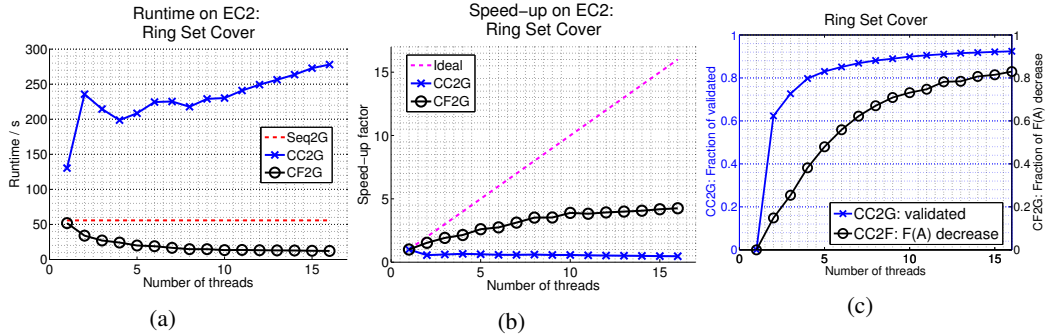 Runtime on EC2:
Ring Set Cover
300
250
200
150
100
50
0
0
5
10
15
Runtime / s
Number of threads
Seq2G
CC2G
CF2G
(a)
Speed−up on EC2:
Ring Set Cover
15
10
5
0
0
5
10
15
Speed−up factor
Number of threads
Ideal
CC2G
CF2G
(b)
Ring Set Cover
1
0.8
0.6
0.4
0.2
0
0
5
10
15
1
0.8
0.6
0.4
0.2
0
CC2G: Fraction of validated
CF2G: Fraction of F(A) decrease
Number of threads
CC2G: validated
CC2F: F(A) decrease
(c)